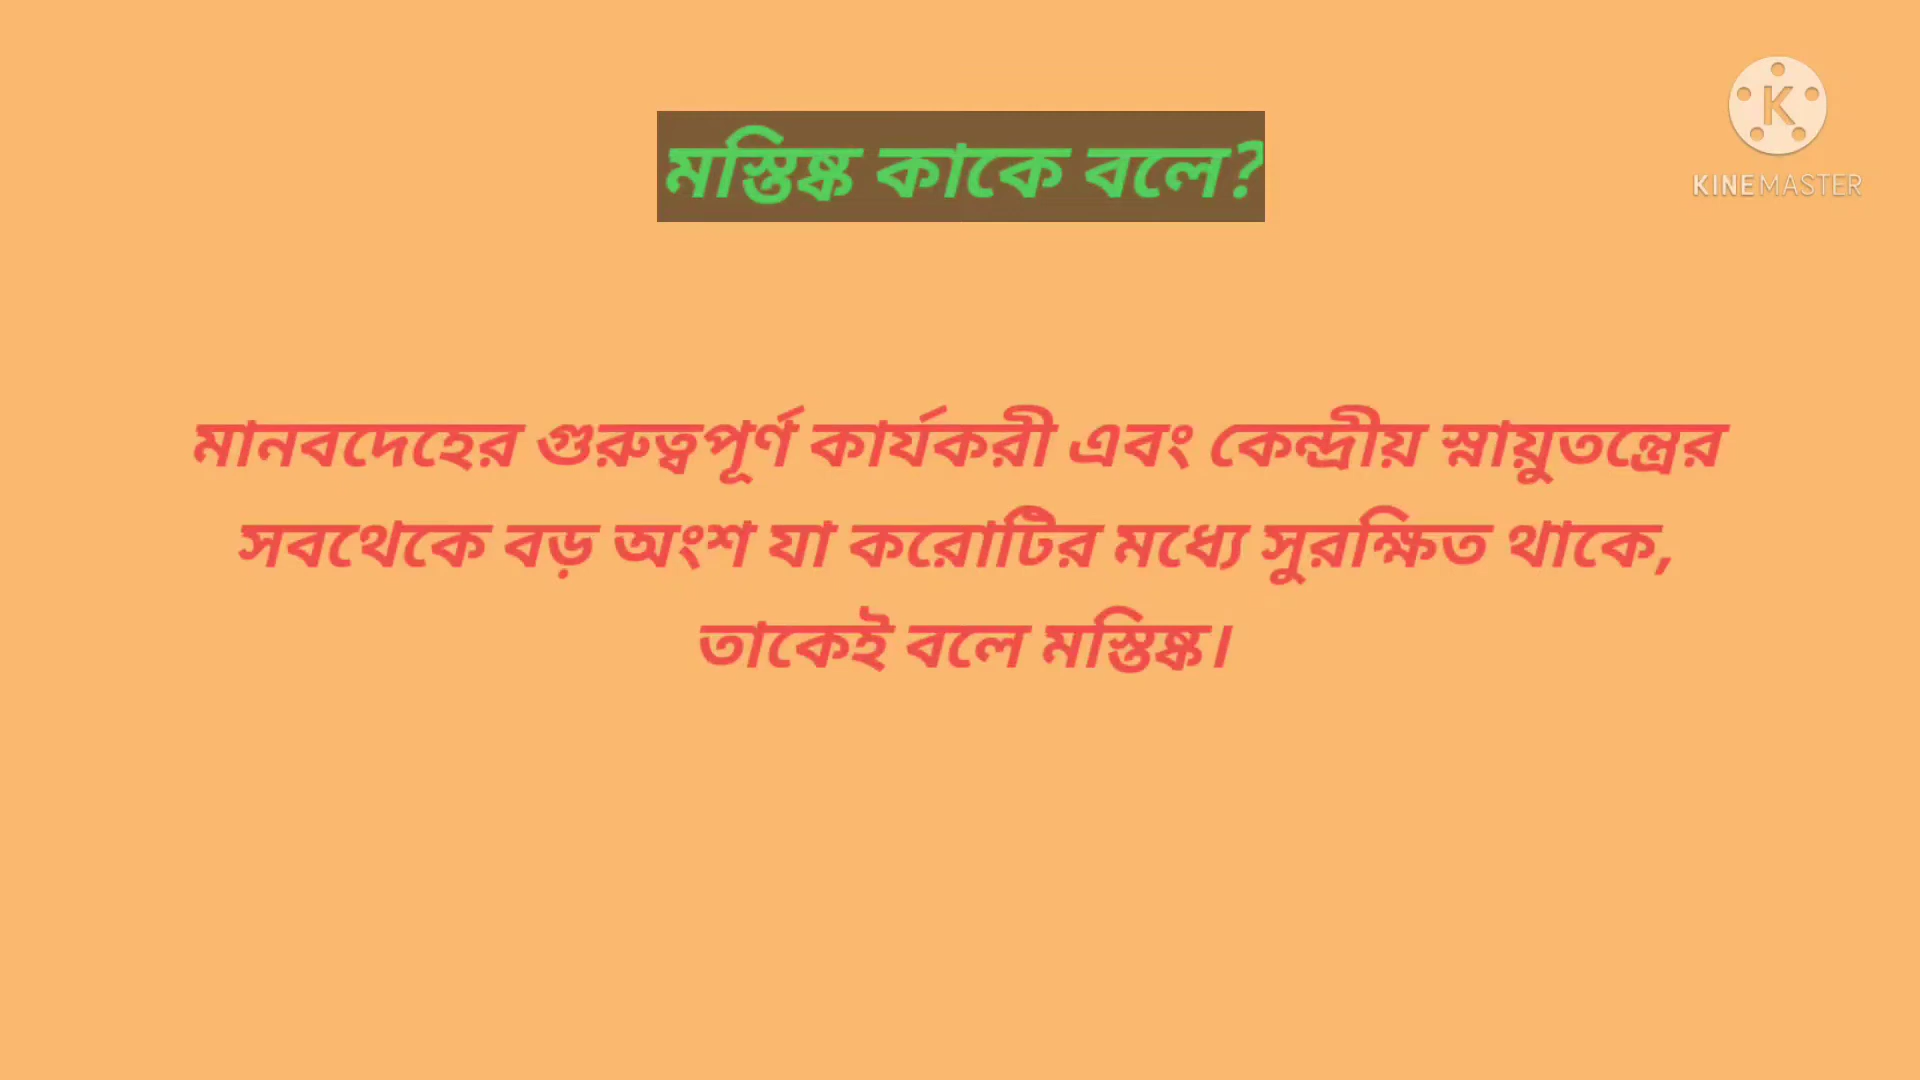 মস্তিষ্ক কাকে বলে?
KINEMASTER
মানবদেহের গুরুত্বপূর্ণ কার্যকরী এবং কেন্দ্রীয় স্নায়ুতন্ত্রের
সবথেকে বড় অংশ যা করোটির মধ্যে সুরক্ষিত থাকে,
তাকেই বলে মস্তিষ্ক।